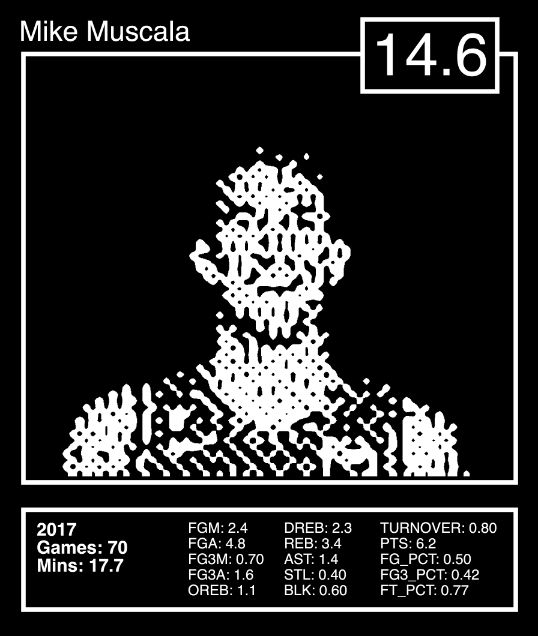 Mike Muscala
14.6
2017
Games: 70
Mins: 17.7
FGM: 2.4
FGA: 4.8
FG3M: 0.70
FG3A: 1.6
OREB: 1.1
DREB: 2.3
REB: 3.4
AST: 1.4
STL: 0.40
BLK: 0.60
TURNOVER: 0.80
PTS: 6.2
FG_PCT: 0.50
FG3_PCT: 0.42
FT_PCT: 0.77